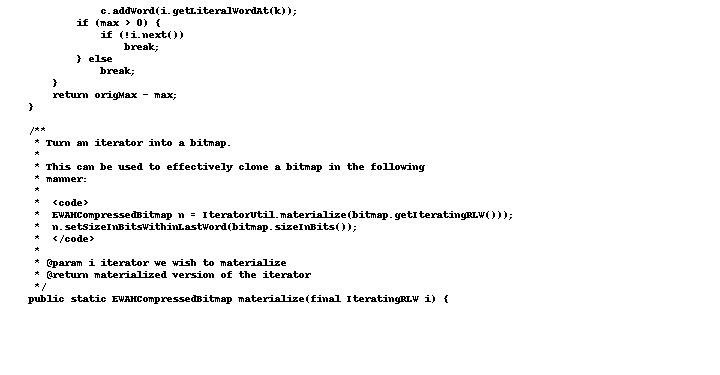 c.addWord(i.getLiteralWordAt(k));
        if (max > 0) {
            if (!i.next())
                break;
        } else
            break;
    }
    return origMax - max;
}

/**
 * Turn an iterator into a bitmap.
 *
 * This can be used to effectively clone a bitmap in the following
 * manner:
 *
 *  <code>
 *  EWAHCompressedBitmap n = IteratorUtil.materialize(bitmap.getIteratingRLW()));
 *  n.setSizeInBitsWithinLastWord(bitmap.sizeInBits());
 *  </code>
 *
 * @param i iterator we wish to materialize
 * @return materialized version of the iterator
 */
public static EWAHCompressedBitmap materialize(final IteratingRLW i) {